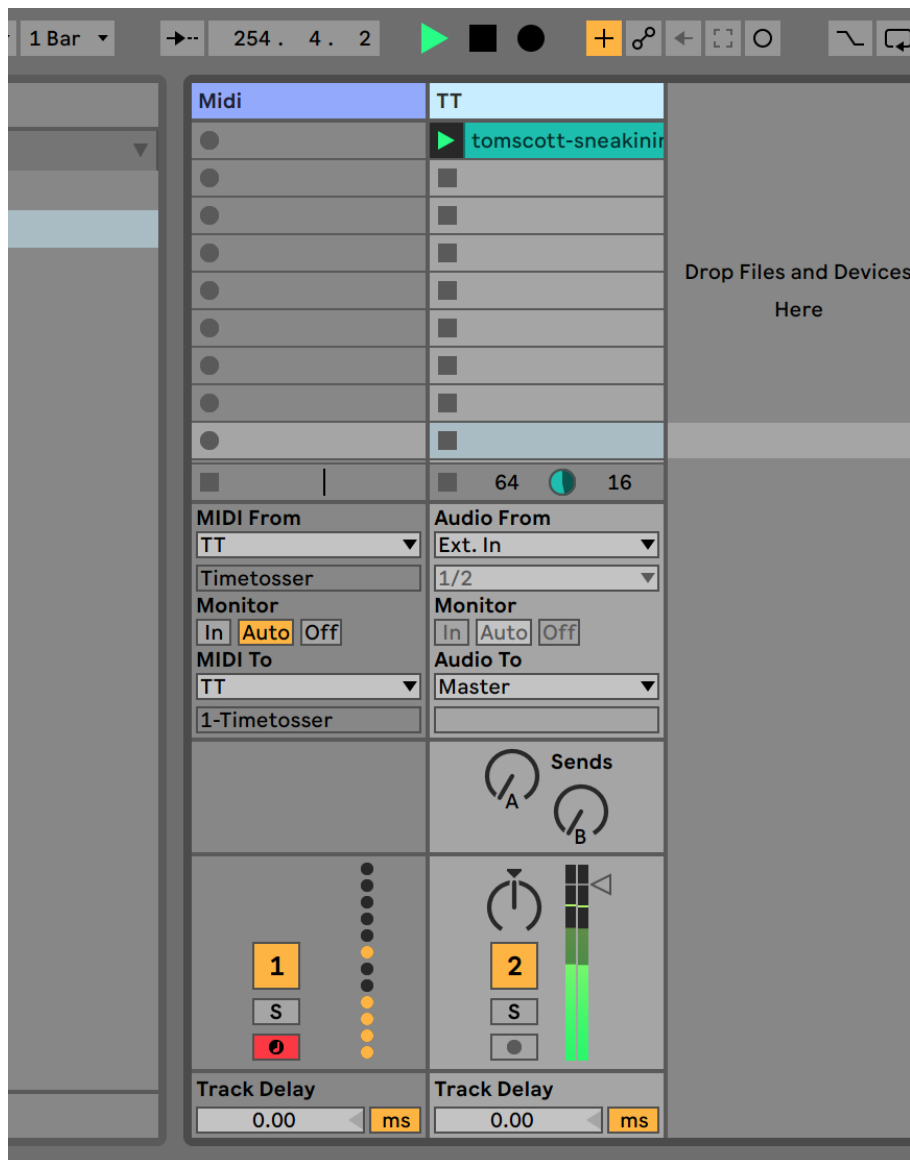 1 Bar
254. 4. 2
Midi
TT
tomscott-sneakinin
Drop Files and Devices
Here
64 16
MIDI From
Audio From
TT
Ext. In
Timetosser
1/2
Monitor
Monitor
In Auto Off
In Auto Off
MIDI To
Audio To
TT
Master
1-Timetosser
Sends
A
B
1
2
S
S
Track Delay
Track Delay
0.00 ms
0.00 ms